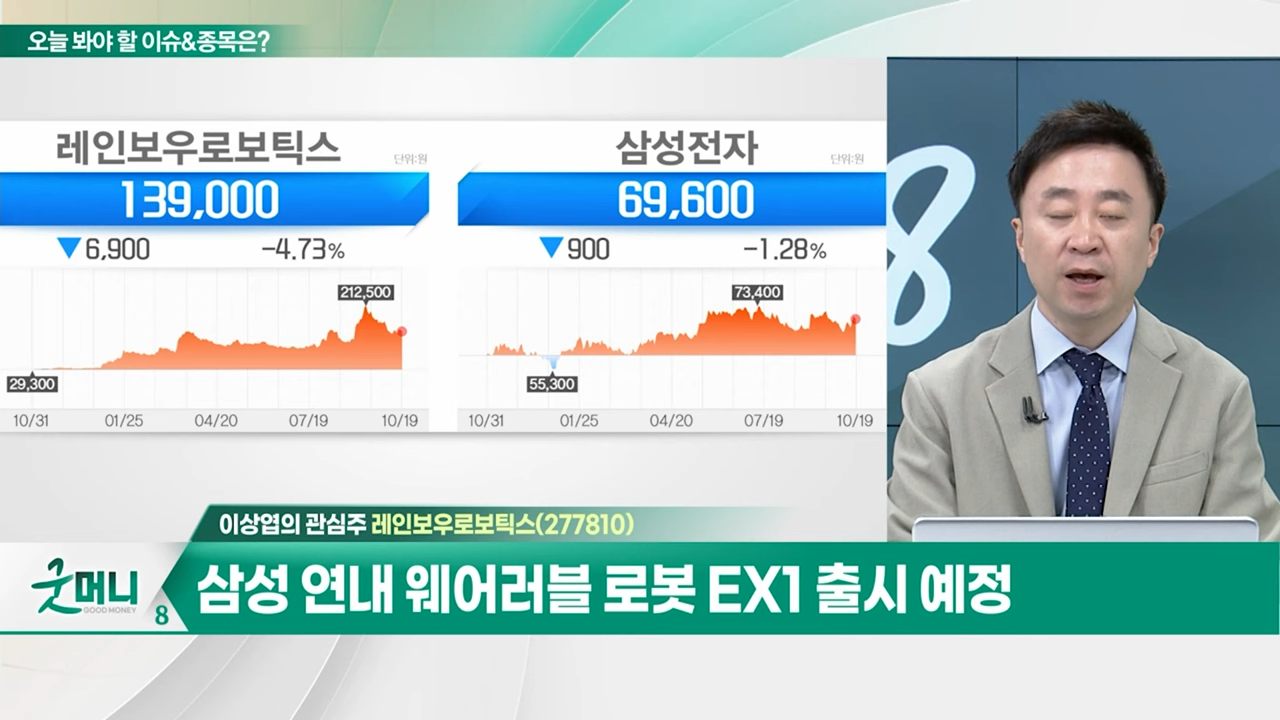 오늘 봐야 할 이슈&종목은?
레인보우로보틱스
단위:원
139,000
▼6,900 -4.73%
212,500
29,300
10/31 01/25 04/20 07/19 10/19
삼성전자
단위:원
69,600
▼900 -1.28%
73,400
55,300
10/31 01/25 04/20 07/19 10/19
8
이상엽의 관심주 레인보우로보틱스(277810)
굿머니
GOOD MONEY
8
삼성 연내 웨어러블 로봇 EX1 출시 예정